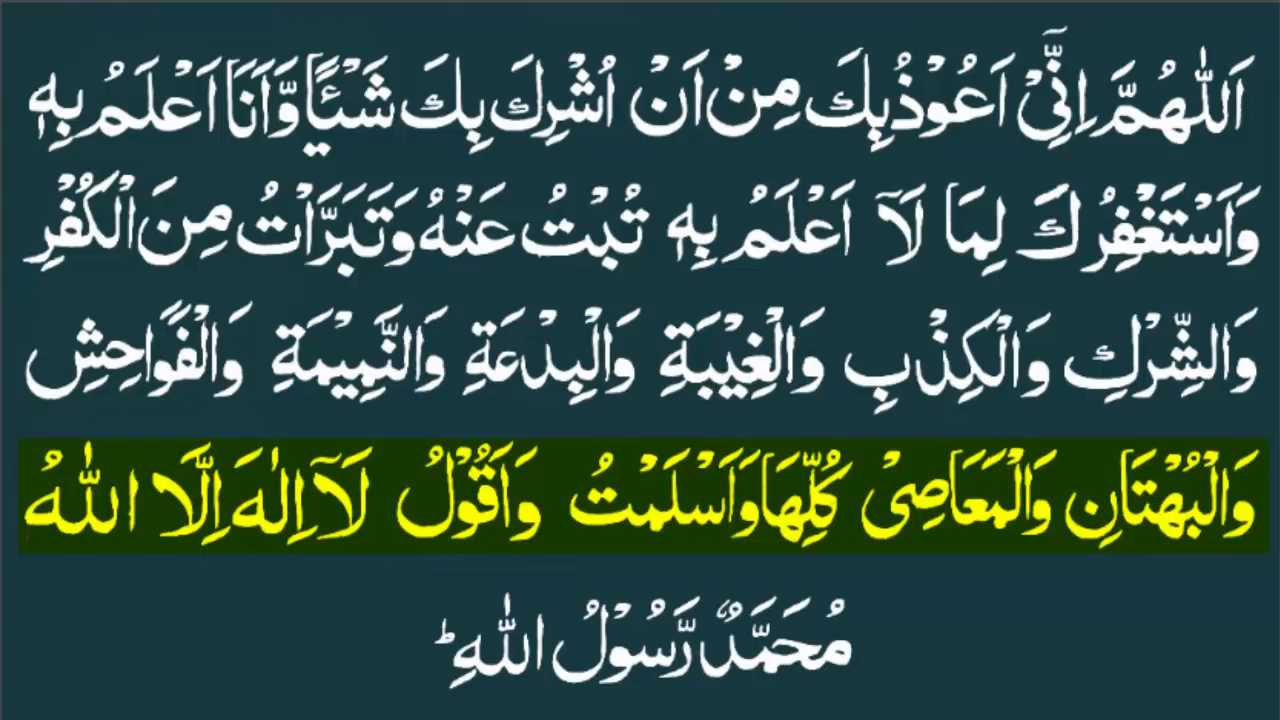 اَللّٰهُمَّ اِنِّیْٓ اَعُوْذُ بِكَ مِنْ اَنْ اُشْرِكَ بِكَ شَیْئًا وَّاَنَا اَعْلَمُ بِهٖ
وَاَسْتَغْفِرُكَ لِمَا لَآ اَعْلَمُ بِهٖ تُبْتُ عَنْهُ وَتَبَرَّاْتُ مِنَ الْكُفْرِ
وَالشِّرْكِ وَالْكِذْبِ وَالْغِیْبَةِ وَالْبِدْعَةِ وَالنَّمِیْمَةِ وَالْفَوَاحِشِ
وَالْبُهْتَانِ وَالْمَعَاصِیْ كُلِّهَا وَاَسْلَمْتُ وَاَقُوْلُ لَآ اِلٰهَ اِلَّا اللّٰهُ
مُحَمَّدٌ رَّسُوْلُ اللّٰهِؕ